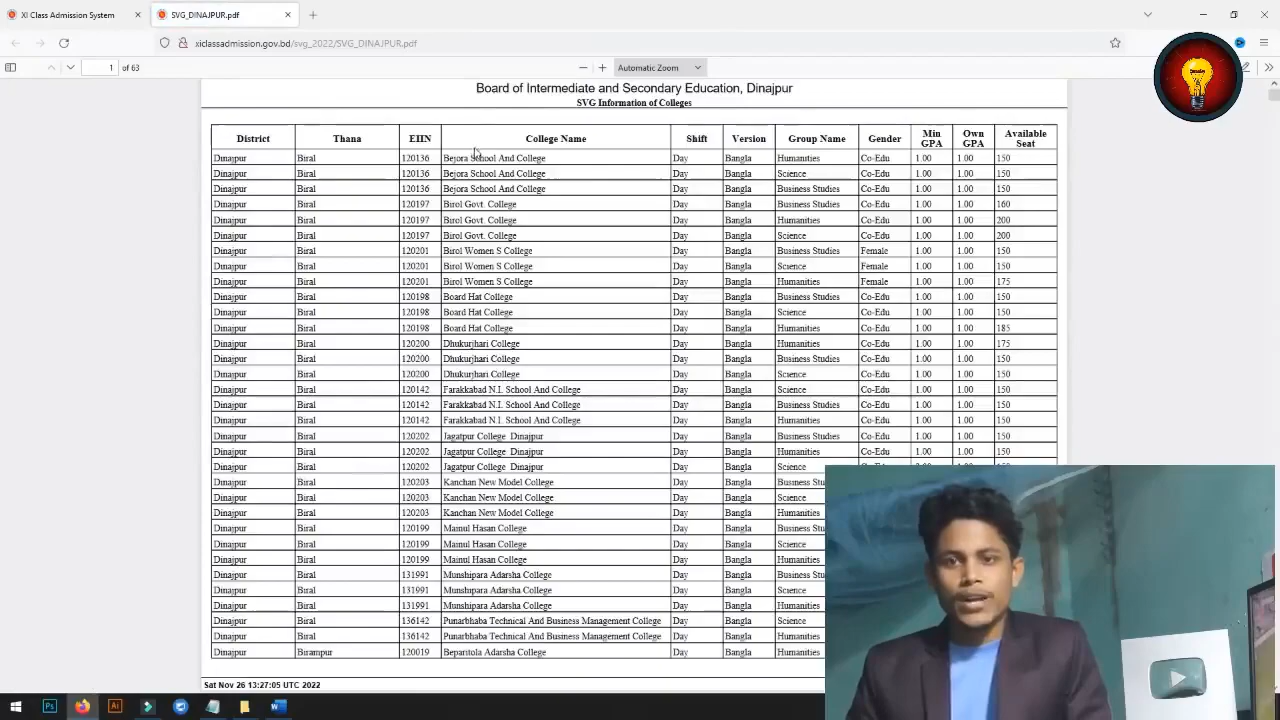 XI Class Admission System
SVG_DINAJPUR.pdf
xiclassadmission.gov.bd/svg_2022/SVG_DINAJPUR.pdf
1 of 63
Automatic Zoom
Board of Intermediate and Secondary Education, Dinajpur
SVG Information of Colleges
District Thana EIIN College Name Shift Version Group Name Gender Min GPA Own GPA Available Seat
Dinajpur Biral 120136 Bejora School And College Day Bangla Humanities Co-Edu 1.00 1.00 150
Dinajpur Biral 120136 Bejora School And College Day Bangla Science Co-Edu 1.00 1.00 150
Dinajpur Biral 120136 Bejora School And College Day Bangla Business Studies Co-Edu 1.00 1.00 150
Dinajpur Biral 120197 Birol Govt. College Day Bangla Business Studies Co-Edu 1.00 1.00 160
Dinajpur Biral 120197 Birol Govt. College Day Bangla Humanities Co-Edu 1.00 1.00 200
Dinajpur Biral 120197 Birol Govt. College Day Bangla Science Co-Edu 1.00 1.00 200
Dinajpur Biral 120201 Birol Women S College Day Bangla Business Studies Female 1.00 1.00 150
Dinajpur Biral 120201 Birol Women S College Day Bangla Science Female 1.00 1.00 150
Dinajpur Biral 120201 Birol Women S College Day Bangla Humanities Female 1.00 1.00 175
Dinajpur Biral 120198 Board Hat College Day Bangla Business Studies Co-Edu 1.00 1.00 150
Dinajpur Biral 120198 Board Hat College Day Bangla Science Co-Edu 1.00 1.00 150
Dinajpur Biral 120198 Board Hat College Day Bangla Humanities Co-Edu 1.00 1.00 185
Dinajpur Biral 120200 Dhukurjhari College Day Bangla Humanities Co-Edu 1.00 1.00 175
Dinajpur Biral 120200 Dhukurjhari College Day Bangla Business Studies Co-Edu 1.00 1.00 150
Dinajpur Biral 120200 Dhukurjhari College Day Bangla Science Co-Edu 1.00 1.00 150
Dinajpur Biral 120142 Farakkabad N.I. School And College Day Bangla Science Co-Edu 1.00 1.00 150
Dinajpur Biral 120142 Farakkabad N.I. School And College Day Bangla Business Studies Co-Edu 1.00 1.00 150
Dinajpur Biral 120142 Farakkabad N.I. School And College Day Bangla Humanities Co-Edu 1.00 1.00 150
Dinajpur Biral 120202 Jagatpur College Dinajpur Day Bangla Business Studies Co-Edu 1.00 1.00 150
Dinajpur Biral 120202 Jagatpur College Dinajpur Day Bangla Humanities Co-Edu 1.00 1.00 150
Dinajpur Biral 120202 Jagatpur College Dinajpur Day Bangla Science
Dinajpur Biral 120203 Kanchan New Model College Day Bangla Business Stu
Dinajpur Biral 120203 Kanchan New Model College Day Bangla Science
Dinajpur Biral 120203 Kanchan New Model College Day Bangla Humanities
Dinajpur Biral 120199 Mainul Hasan College Day Bangla Business Stu
Dinajpur Biral 120199 Mainul Hasan College Day Bangla Science
Dinajpur Biral 120199 Mainul Hasan College Day Bangla Humanities
Dinajpur Biral 131991 Munshipara Adarsha College Day Bangla Business Stu
Dinajpur Biral 131991 Munshipara Adarsha College Day Bangla Science
Dinajpur Biral 131991 Munshipara Adarsha College Day Bangla Humanities
Dinajpur Biral 136142 Punarbhaba Technical And Business Management College Day Bangla Science
Dinajpur Biral 136142 Punarbhaba Technical And Business Management College Day Bangla Humanities
Dinajpur Birampur 120019 Beparitola Adarsha College Day Bangla Humanities
Sat Nov 26 13:27:05 UTC 2022
Ps
Ai
W